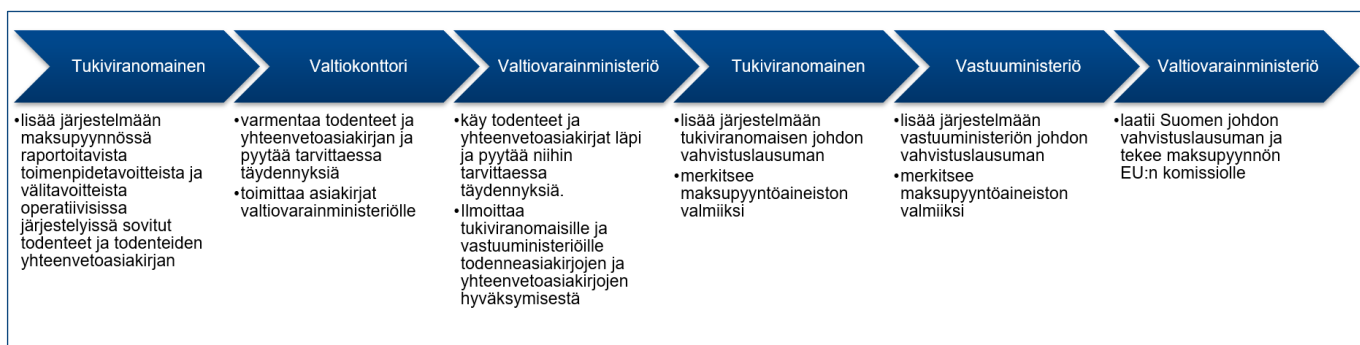 Tukiviranomainen
•lisää järjestelmään
maksupyynnössä
raportoitavista
toimenpidetavoitteista ja
välitavoitteista
operatiivisissa
järjestelyissä sovitut
todenteet ja todenteiden
yhteenvetoasiakirjan
Valtiokonttori
•varmentaa todenteet ja
yhteenvetoasiakirjan ja
pyytää tarvittaessa
täydennyksiä
•toimittaa asiakirjat
valtiovarainministeriölle
Valtiovarainministeriö
•käy todenteet ja
yhteenvetoasiakirjat läpi
ja pyytää niihin
tarvittaessa
täydennyksiä.
•Ilmoittaa
tukiviranomaisille ja
vastuuministeriöille
todenneasiakirjojen ja
yhteenvetoasiakirjojen
hyväksymisestä
Tukiviranomainen
•lisää järjestelmään
tukiviranomaisen johdon
vahvistuslausuman
•merkitsee
maksupyyntöaineiston
valmiiksi
Vastuuministeriö
•lisää järjestelmään
vastuuministeriön johdon
vahvistuslausuman
•merkitsee
maksupyyntöaineiston
valmiiksi
Valtiovarainministeriö
•laatii Suomen johdon
vahvistuslausuman ja
tekee maksupyynnön
EU:n komissiolle